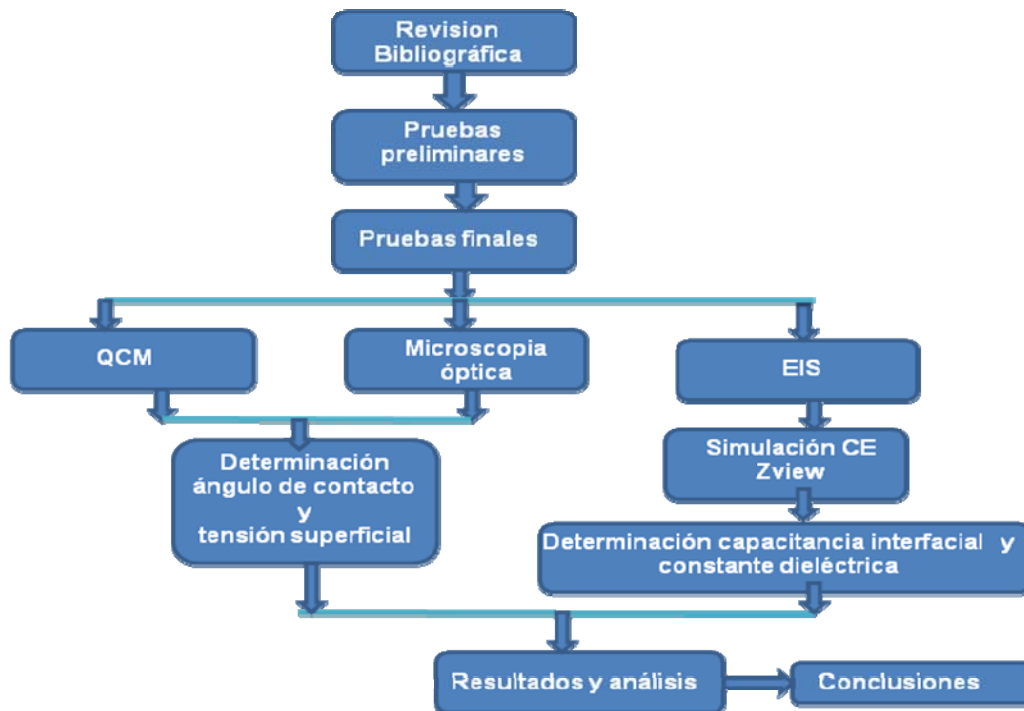 Revision
Bibliográfica
Pruebas
preliminares
Pruebas finales
QCM
Microscopia
óptica
EIS
Simulación CE
Zview
Determinación
ángulo de contacto
y
tensión superficial
Determinación capacitancia interfacial y
constante dieléctrica
Resultados y análisis
Conclusiones